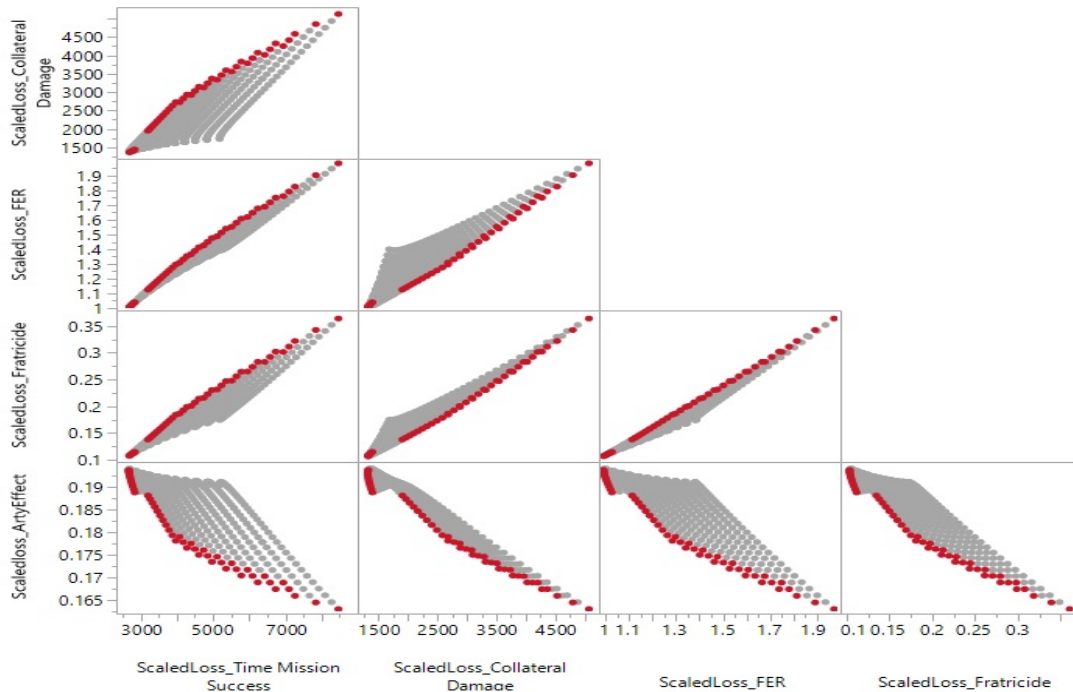 ScaledLoss_Collateral
Damage
4500
4000
3500
3000
2500
2000
1500
ScaledLoss_FER
1.9
1.8
1.7
1.6
1.5
1.4
1.3
1.2
1.1
1
ScaledLoss_Fratricide
0.35
0.3
0.25
0.2
0.15
0.1
Scaledloss_ArtyEffect
0.19
0.185
0.18
0.175
0.17
0.165
3000 5000 7000 1500 2500 3500 4500 1 1.1 1.3 1.5 1.7 1.9 0.1 0.15 0.2 0.25 0.3
ScaledLoss_Time Mission
Success
ScaledLoss_Collateral
Damage
ScaledLoss_FER
ScaledLoss_Fratricide